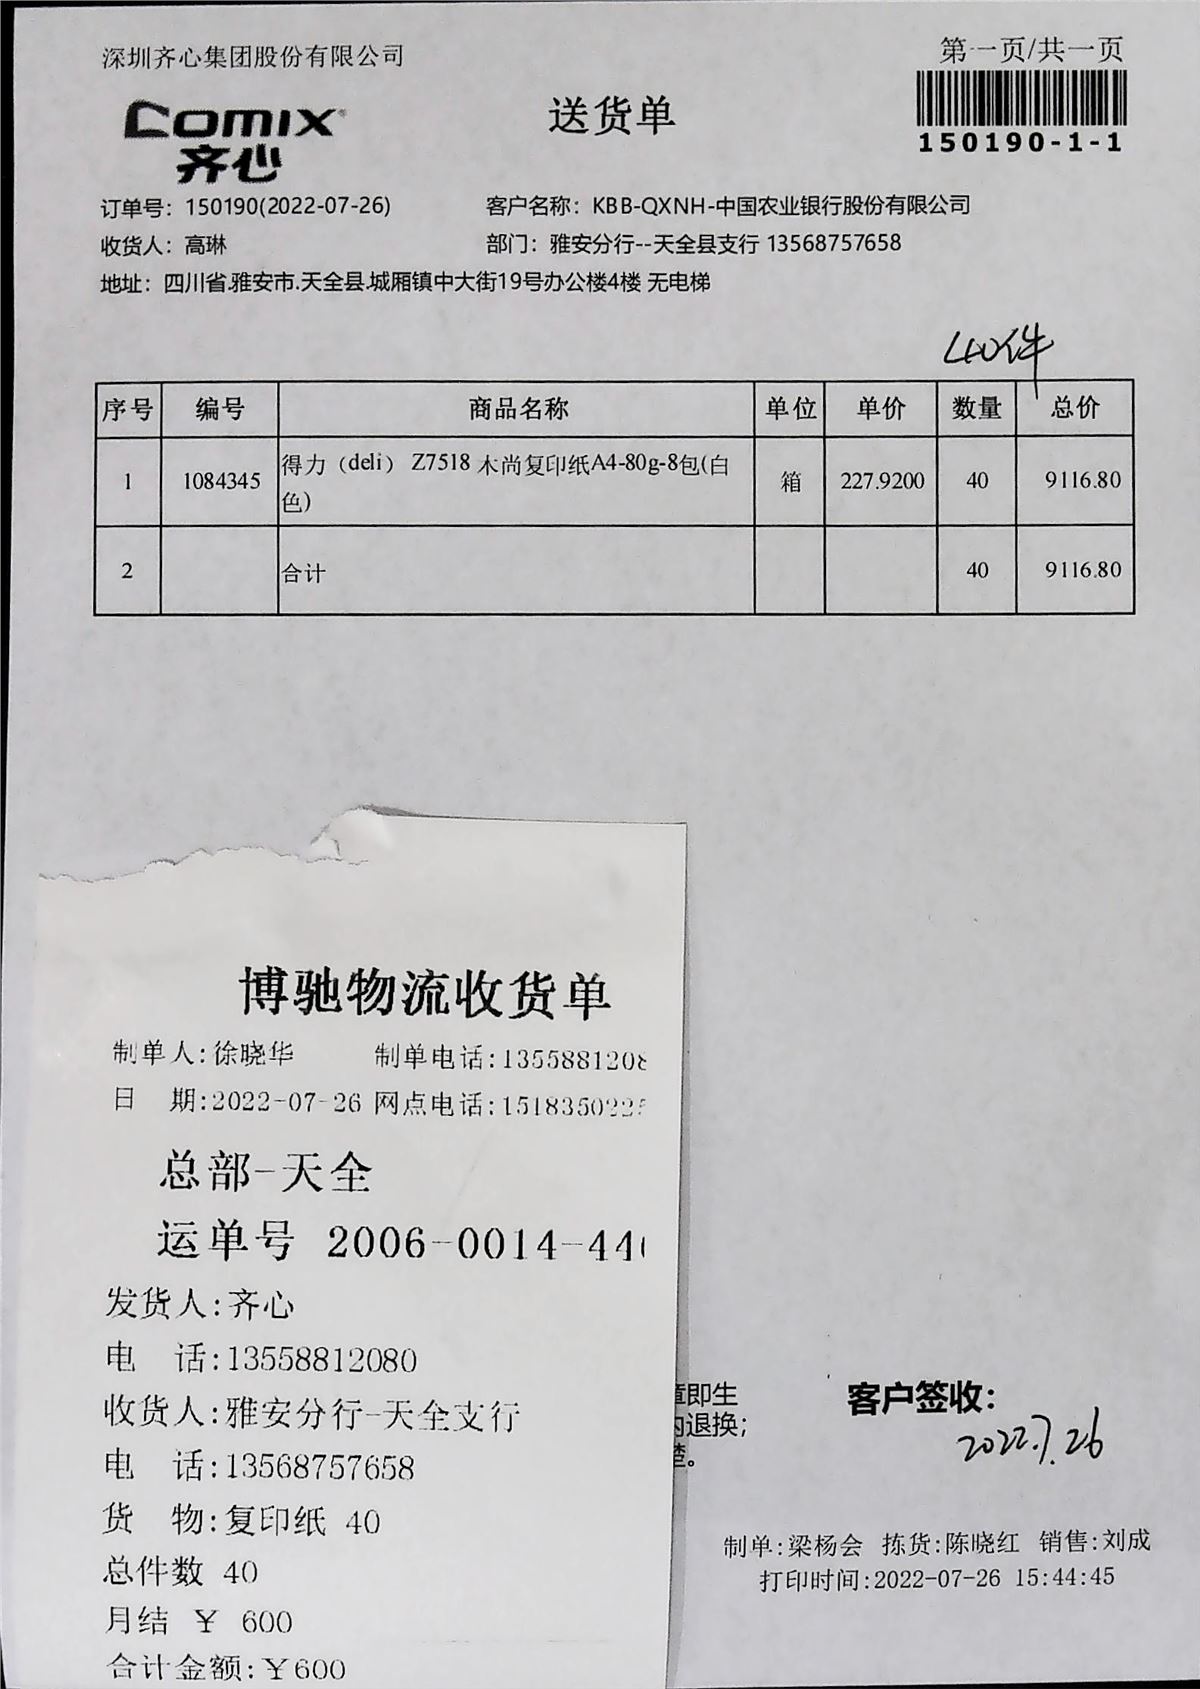 深圳齐心集团股份有限公司
第一页/共一页
COMIX
齐心
送货单
150190-1-1
订单号：150190(2022-07-26)
客户名称：KBB-QXNH-中国农业银行股份有限公司
收货人：高琳
部门：雅安分行--天全县支行 13568757658
地址：四川省.雅安市.天全县.城厢镇中大街19号办公楼4楼 无电梯
40件
序号 编号 商品名称 单位 单价 数量 总价
1 1084345 得力（deli） Z7518 木尚复印纸A4-80g-8包(白 箱 227.9200 40 9116.80
色)
2 合计 40 9116.80
博驰物流收货单
制单人:徐晓华 制单电话:1355881208
日 期:2022-07-26 网点电话:1518350225
总部-天全
运单号 2006-0014-44
发货人:齐心
电 话:13558812080
收货人:雅安分行-天全支行
电 话:13568757658
货 物:复印纸 40
总件数 40
月结 ￥ 600
合计金额:￥600
章即生
内退换；
楚。
客户签收：
2022.7.26
制单:梁杨会 拣货:陈晓红 销售:刘成
打印时间:2022-07-26 15:44:45